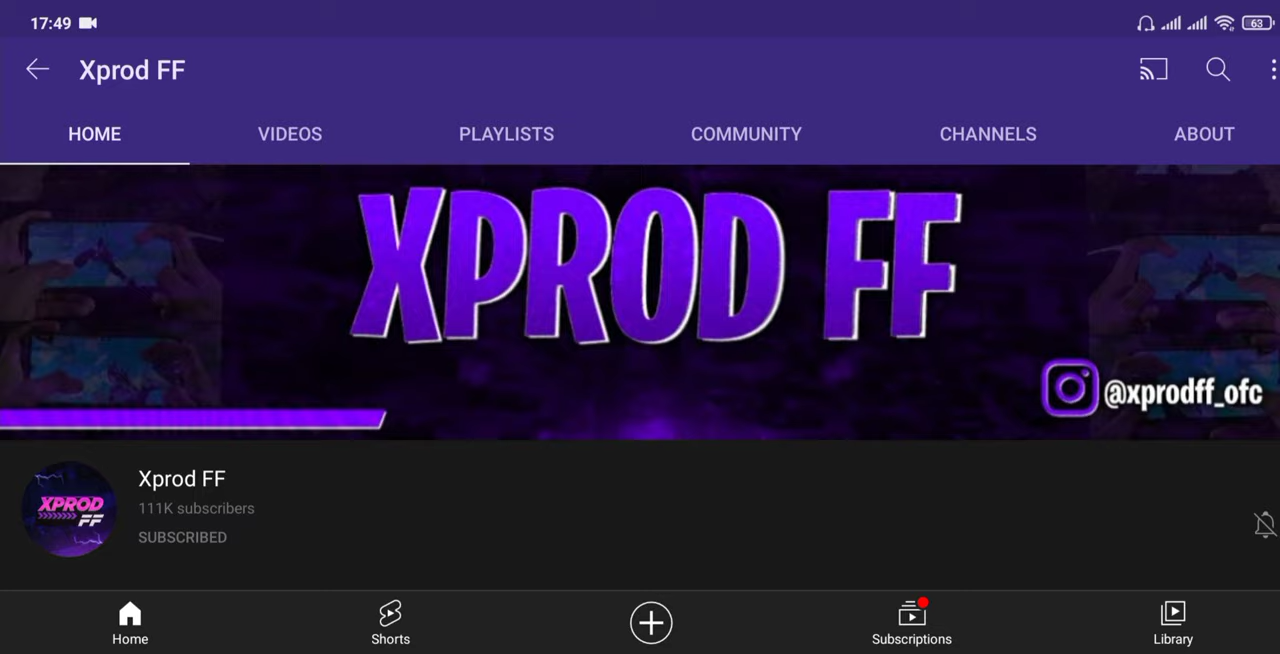 17:49
63
Xprod FF
HOME VIDEOS PLAYLISTS COMMUNITY CHANNELS ABOUT
XPROD FF
@xprodff_ofc
XPROD
FF
Xprod FF
111K subscribers
SUBSCRIBED
Home Shorts Subscriptions Library